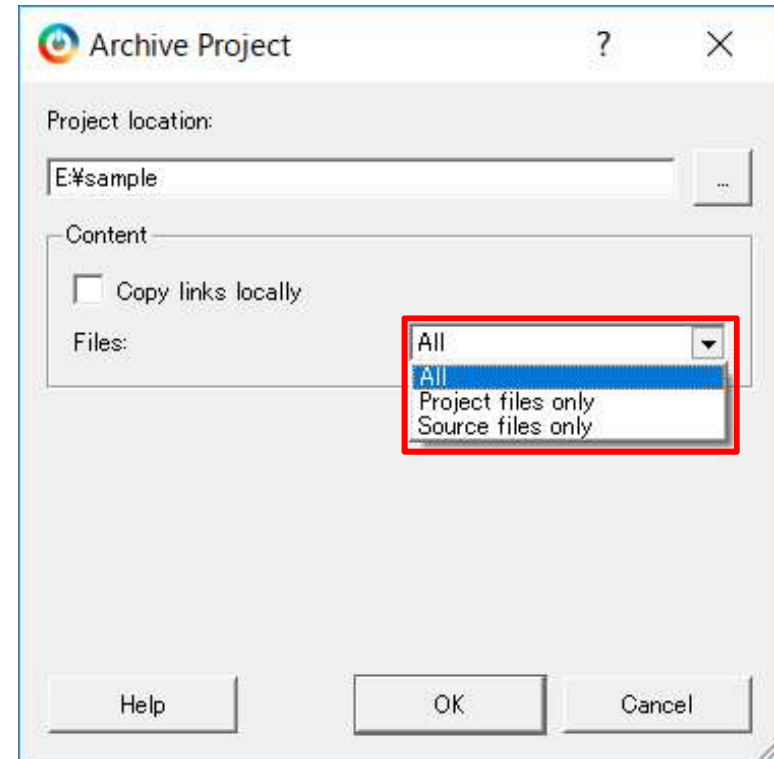 Archive Project
?
Project location:
E:¥sample
...
Content
Copy links locally
Files:
All
All
Project files only
Source files only
Help
OK
Cancel